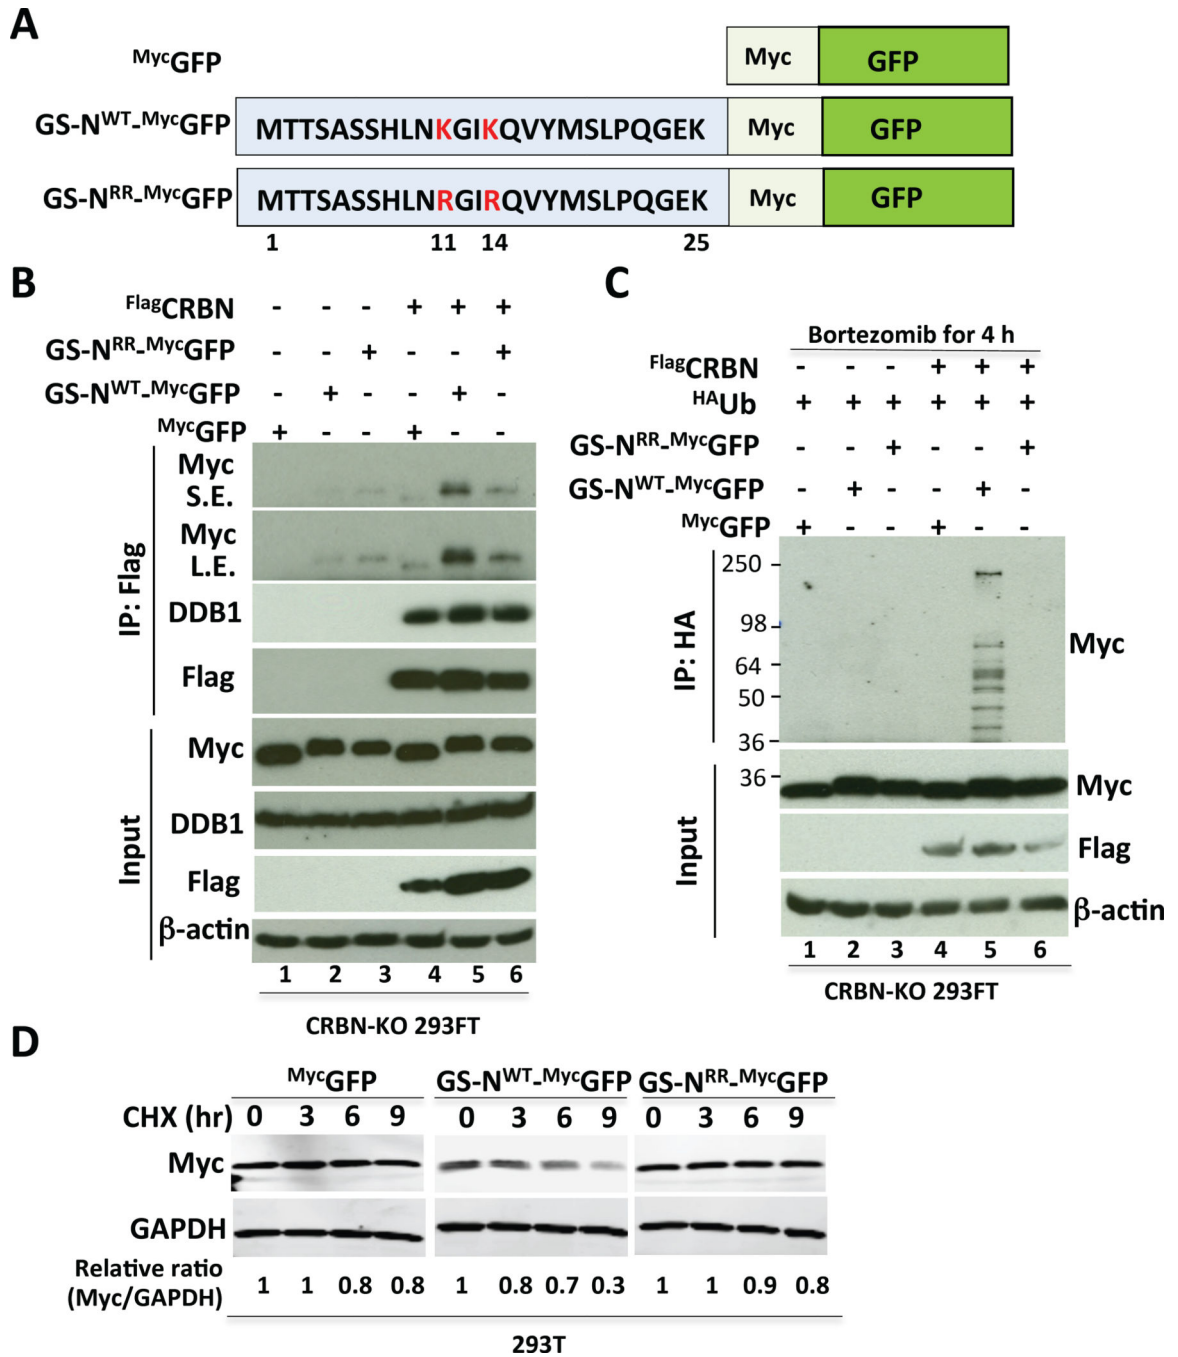 A
MycGFP Myc GFP
GS-NWT-MycGFP MTTSASSHLNKGIKQVYMSLPQGEK Myc GFP
GS-NRR-MycGFP MTTSASSHLNRGIRQVYMSLPQGEK Myc GFP
1 11 14 25
B
FlagCRBN - - - + + +
GS-NRR-MycGFP - - + - - +
GS-NWT-MycGFP - + - - + -
MycGFP + - - + - -
IP: Flag
Myc
S.E.
Myc
L.E.
DDB1
Flag
Input
Myc
DDB1
Flag
β-actin
1 2 3 4 5 6
CRBN-KO 293FT
C
Bortezomib for 4 h
FlagCRBN - - - + + +
HAUb + + + + + +
GS-NRR-MycGFP - - + - - +
GS-NWT-MycGFP - + - - + -
MycGFP + - - + - -
IP: HA
250
98
64
50
36
Myc
Input
36
Myc
Flag
β-actin
1 2 3 4 5 6
CRBN-KO 293FT
D
MycGFP GS-NWT-MycGFP GS-NRR-MycGFP
CHX (hr) 0 3 6 9 0 3 6 9 0 3 6 9
Myc
GAPDH
Relative ratio
(Myc/GAPDH) 1 1 0.8 0.8 1 0.8 0.7 0.3 1 1 0.9 0.8
293T